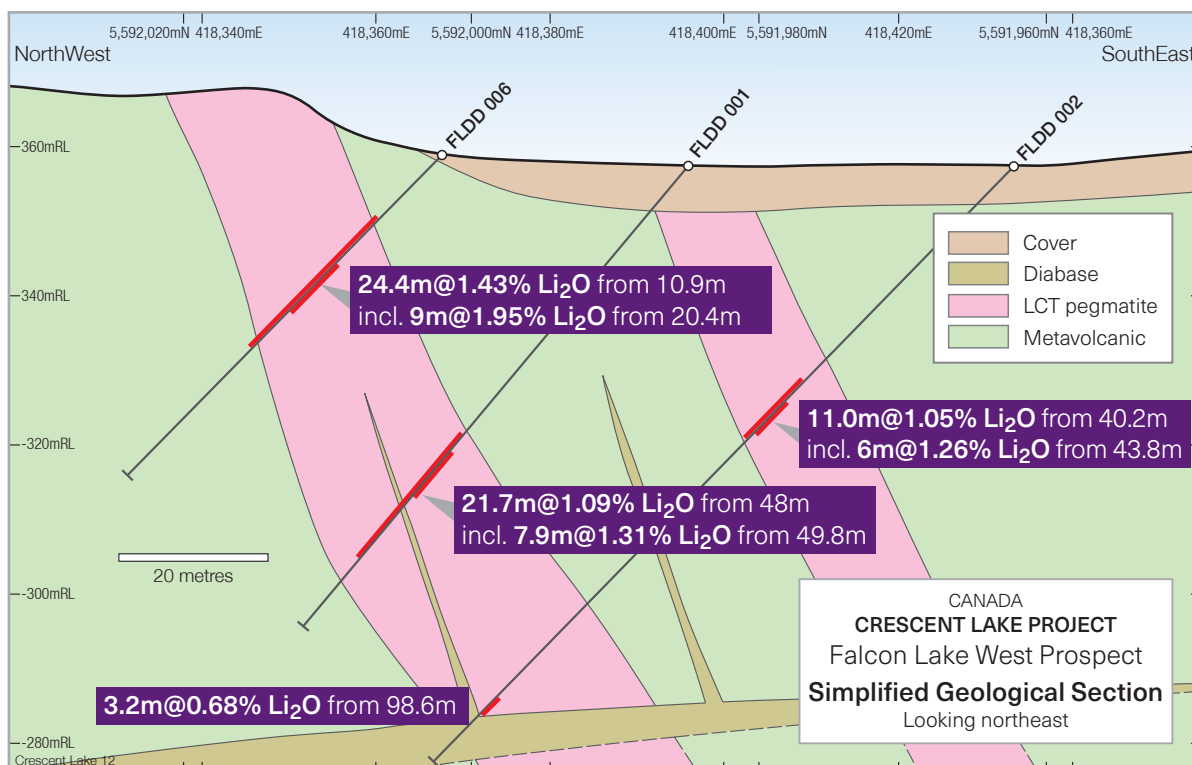 5,592,020mN 418,340mE 418,360mE 5,592,000mN 418,380mE 418,400mE 5,591,980mN 418,420mE 5,591,960mN 418,360mE
NorthWest SouthEast
FLDD 006
FLDD 001
FLDD 002
360mRL
340mRL
-320mRL
-300mRL
-280mRL
Cover
Diabase
LCT pegmatite
Metavolcanic
24.4m@1.43% Li₂O from 10.9m
incl. 9m@1.95% Li₂O from 20.4m
11.0m@1.05% Li₂O from 40.2m
incl. 6m@1.26% Li₂O from 43.8m
21.7m@1.09% Li₂O from 48m
incl. 7.9m@1.31% Li₂O from 49.8m
20 metres
3.2m@0.68% Li₂O from 98.6m
CANADA
CRESCENT LAKE PROJECT
Falcon Lake West Prospect
Simplified Geological Section
Looking northeast
Crescent Lake 12